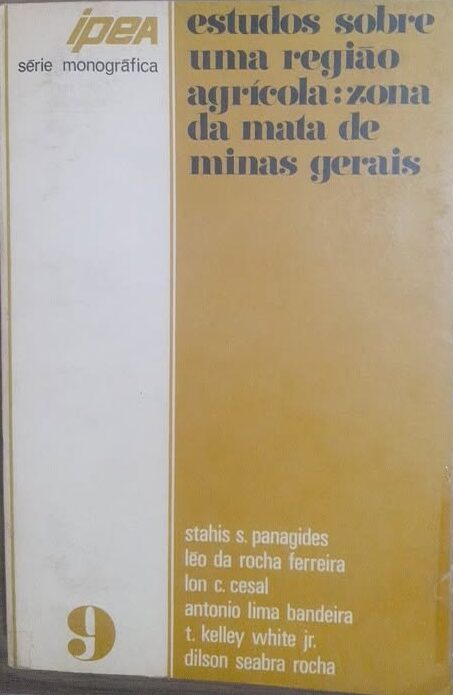 ipeA
série monográfica
estudos sobre
uma região
agrícola: zona
da mata de
minas gerais
stahis s. panagides
léo da rocha ferreira
lon c. cesal
antonio lima bandeira
t. kelley white jr.
dilson seabra rocha
9